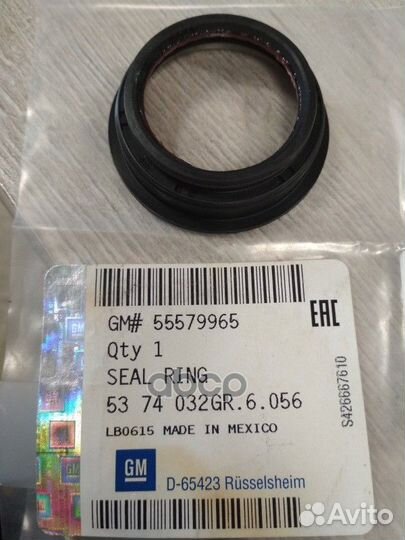 GM# 55579965
EAC
Qty 1
SEAL RING
doc
53 74 032GR.6.056
S426667610
LB0615 MADE IN MEXICO
GM
D-65423 Rüsselsheim
Avito